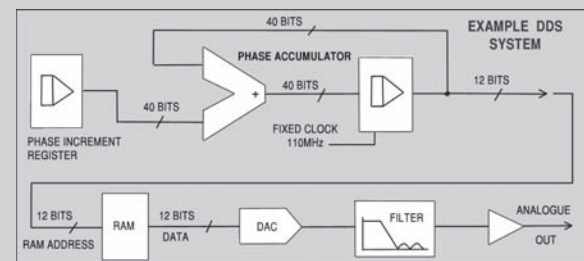 40 BITS
EXAMPLE DDS
SYSTEM
PHASE ACCUMULATOR
40 BITS
12 BITS
+
40 BITS
FIXED CLOCK
110MHz
PHASE INCREMENT
REGISTER
12 BITS
RAM
12 BITS
DAC
FILTER
ANALOGUE
RAM ADDRESS
DATA
OUT